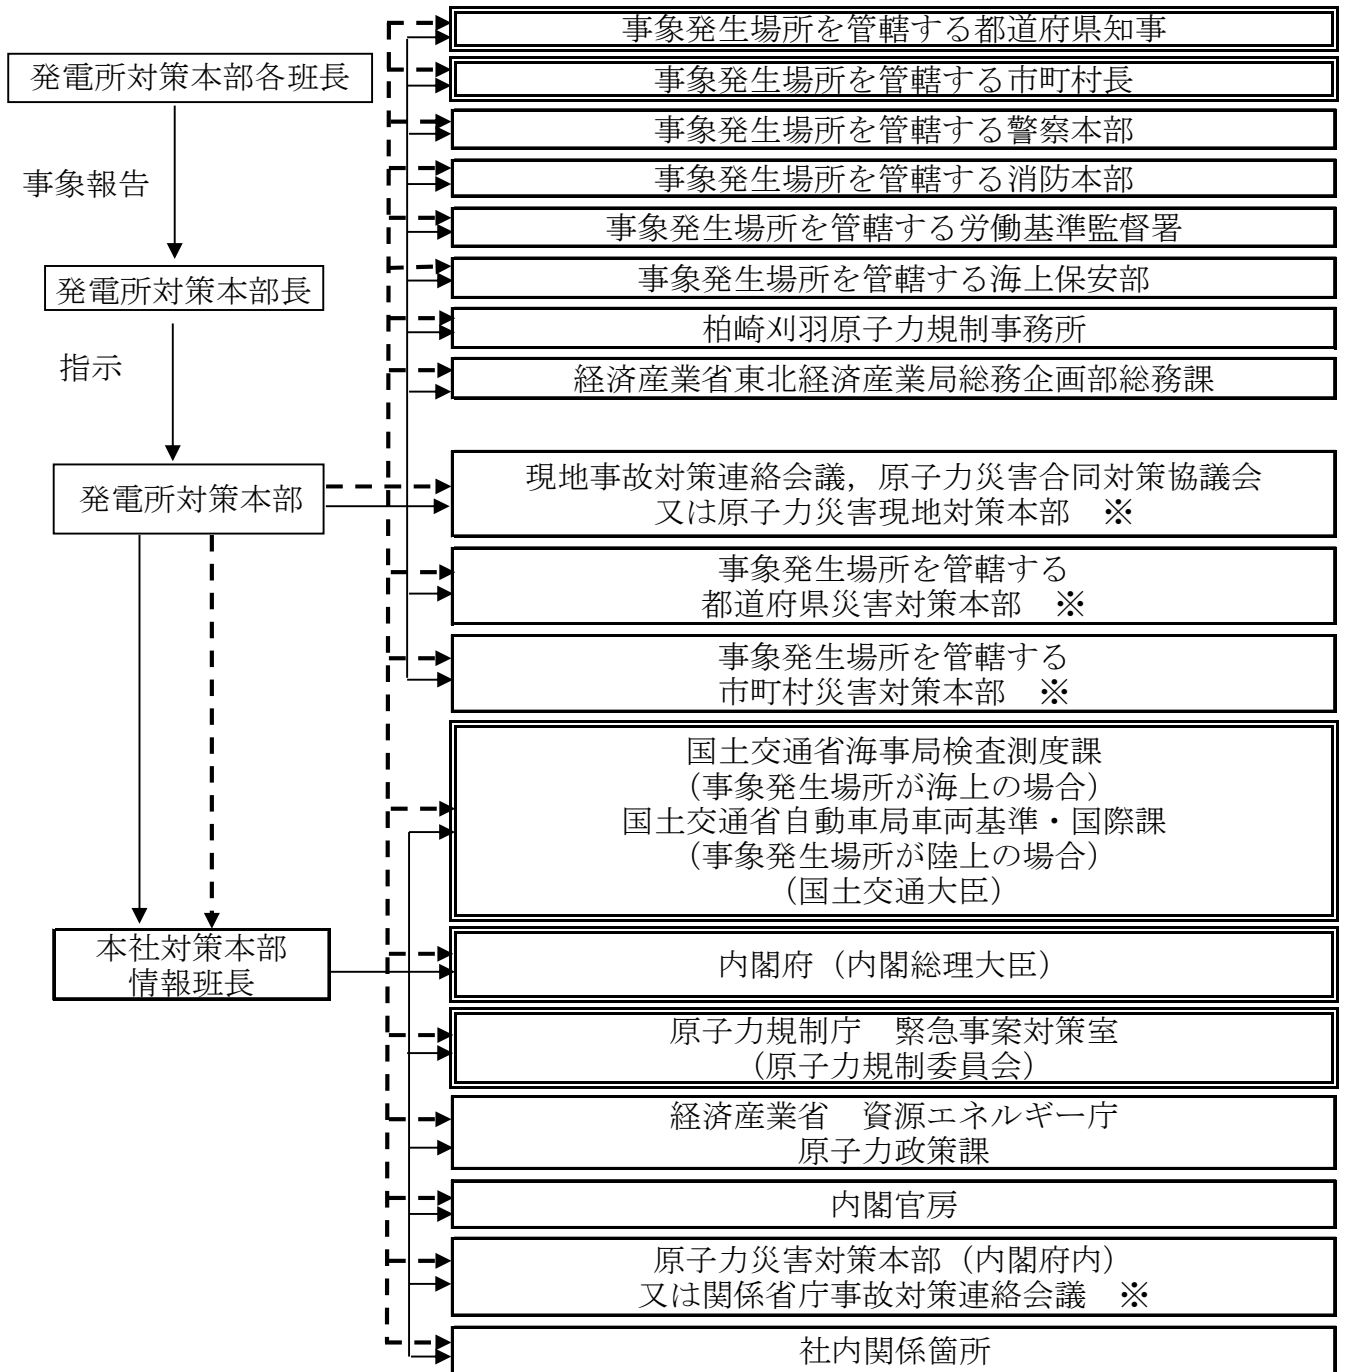 発電所対策本部各班長
事象報告
発電所対策本部長
指示
発電所対策本部
本社対策本部
情報班長
事象発生場所を管轄する都道府県知事
事象発生場所を管轄する市町村長
事象発生場所を管轄する警察本部
事象発生場所を管轄する消防本部
事象発生場所を管轄する労働基準監督署
事象発生場所を管轄する海上保安部
柏崎刈羽原子力規制事務所
経済産業省東北経済産業局総務企画部総務課
現地事故対策連絡会議，原子力災害合同対策協議会
又は原子力災害現地対策本部　※
事象発生場所を管轄する
都道府県災害対策本部　※
事象発生場所を管轄する
市町村災害対策本部　※
国土交通省海事局検査測度課
（事象発生場所が海上の場合）
国土交通省自動車局車両基準・国際課
（事象発生場所が陸上の場合）
（国土交通大臣）
内閣府（内閣総理大臣）
原子力規制庁　緊急事案対策室
（原子力規制委員会）
経済産業省　資源エネルギー庁
原子力政策課
内閣官房
原子力災害対策本部（内閣府内）
又は関係省庁事故対策連絡会議　※
社内関係箇所